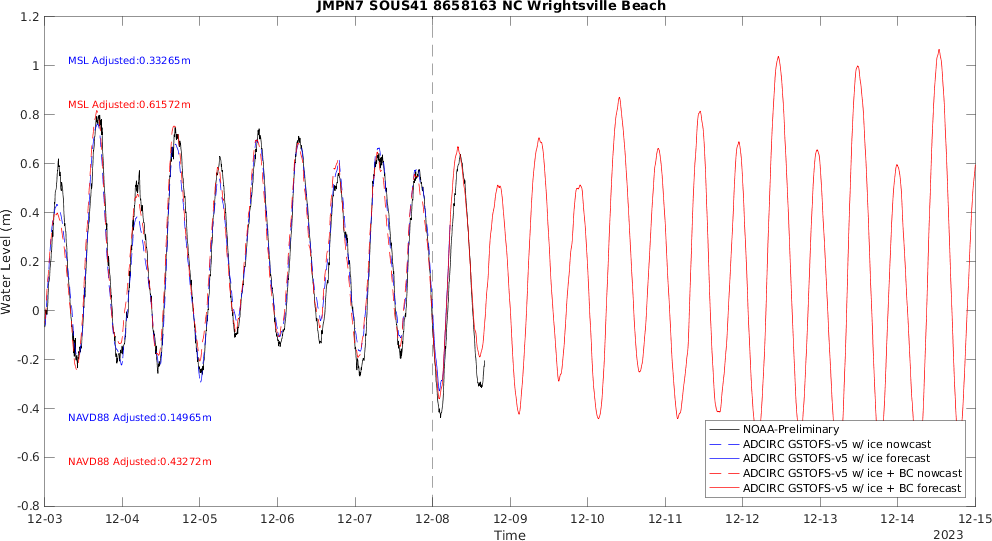 JMPN7 SOUS41 8658163 NC Wrightsville Beach
1.2
1
0.8
0.6
0.4
0.2
0
-0.2
-0.4
-0.6
-0.8
Water Level (m)
MSL Adjusted:0.33265m
MSL Adjusted:0.61572m
NAVD88 Adjusted:0.14965m
NAVD88 Adjusted:0.43272m
NOAA-Preliminary
ADCIRC GSTOFS-v5 w/ ice nowcast
ADCIRC GSTOFS-v5 w/ ice forecast
ADCIRC GSTOFS-v5 w/ ice + BC nowcast
ADCIRC GSTOFS-v5 w/ ice + BC forecast
12-03 12-04 12-05 12-06 12-07 12-08 12-09 12-10 12-11 12-12 12-13 12-14 12-15
Time
2023